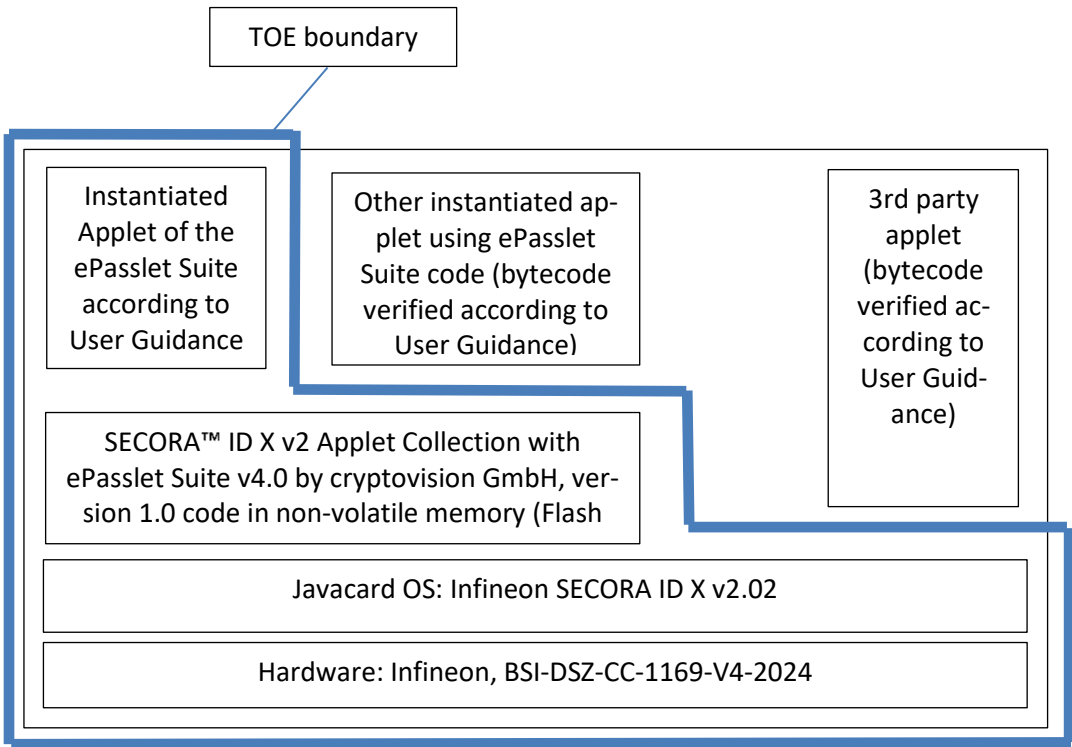 TOE boundary
Instantiated
Applet of the
ePasslet Suite
according to
User Guidance
Other instantiated ap-
plet using ePasslet
Suite code (bytecode
verified according to
User Guidance)
3rd party
applet
(bytecode
verified ac-
cording to
User Guid-
ance)
SECORA™ ID X v2 Applet Collection with
ePasslet Suite v4.0 by cryptovision GmbH, ver-
sion 1.0 code in non-volatile memory (Flash
Javacard OS: Infineon SECORA ID X v2.02
Hardware: Infineon, BSI-DSZ-CC-1169-V4-2024